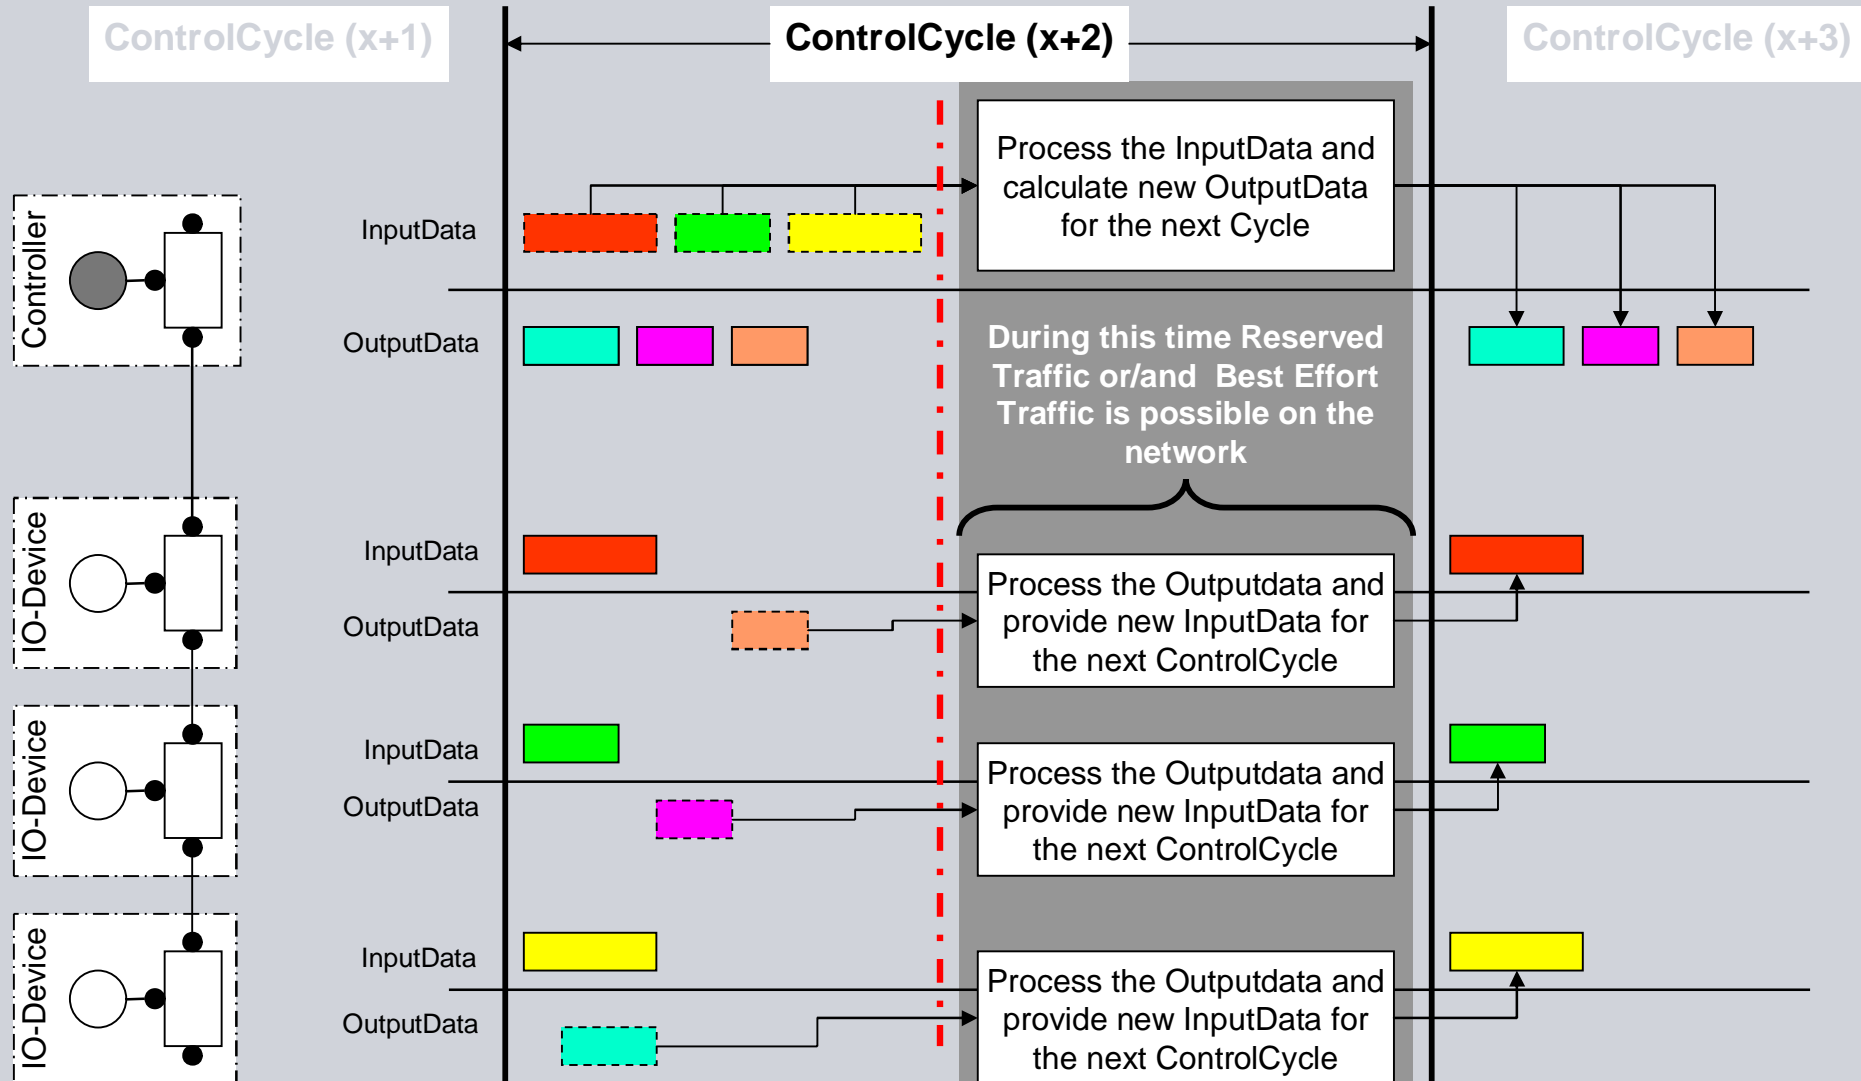 ControlCycle (x+1)
ControlCycle (x+2)
ControlCycle (x+3)
Controller
InputData
Process the InputData and
calculate new OutputData
for the next Cycle
OutputData
During this time Reserved
Traffic or/and Best Effort
Traffic is possible on the
network
IO-Device
InputData
OutputData
Process the Outputdata and
provide new InputData for
the next ControlCycle
IO-Device
InputData
OutputData
Process the Outputdata and
provide new InputData for
the next ControlCycle
IO-Device
InputData
OutputData
Process the Outputdata and
provide new InputData for
the next ControlCycle